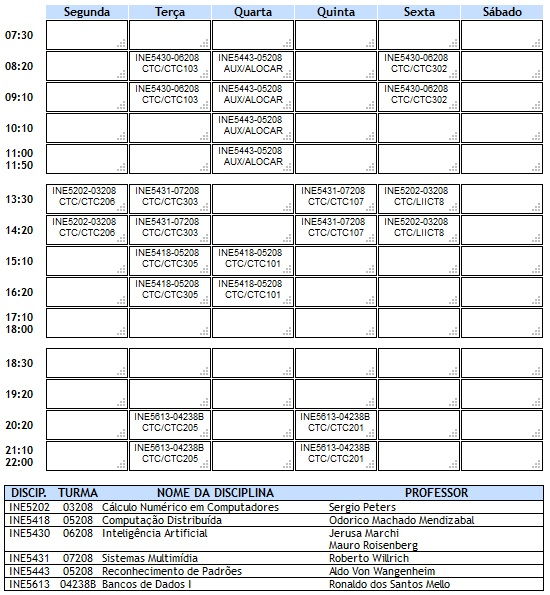 Segunda Terça Quarta Quinta Sexta Sábado
07:30
08:20 INE5430-06208 CTC/CTC103 INE5443-05208 AUX/ALOCAR INE5430-06208 CTC/CTC302
09:10 INE5430-06208 CTC/CTC103 INE5443-05208 AUX/ALOCAR INE5430-06208 CTC/CTC302
10:10 INE5443-05208 AUX/ALOCAR
11:00 INE5443-05208 AUX/ALOCAR
11:50
13:30 INE5202-03208 CTC/CTC206 INE5431-07208 CTC/CTC303 INE5431-07208 CTC/CTC107 INE5202-03208 CTC/LIICT8
14:20 INE5202-03208 CTC/CTC206 INE5431-07208 CTC/CTC303 INE5431-07208 CTC/CTC107 INE5202-03208 CTC/LIICT8
15:10 INE5418-05208 CTC/CTC305 INE5418-05208 CTC/CTC101
16:20 INE5418-05208 CTC/CTC305 INE5418-05208 CTC/CTC101
17:10
18:00
18:30
19:20
20:20 INE5613-04238B CTC/CTC205 INE5613-04238B CTC/CTC201
21:10 INE5613-04238B CTC/CTC205 INE5613-04238B CTC/CTC201
22:00
DISCIP. TURMA NOME DA DISCIPLINA PROFESSOR
INE5202 03208 Cálculo Numérico em Computadores Sergio Peters
INE5418 05208 Computação Distribuída Odorico Machado Mendizabal
INE5430 06208 Inteligência Artificial Jerusa Marchi
Mauro Roisenberg
INE5431 07208 Sistemas Multimídia Roberto Willrich
INE5443 05208 Reconhecimento de Padrões Aldo Von Wangenheim
INE5613 04238B Bancos de Dados I Ronaldo dos Santos Mello